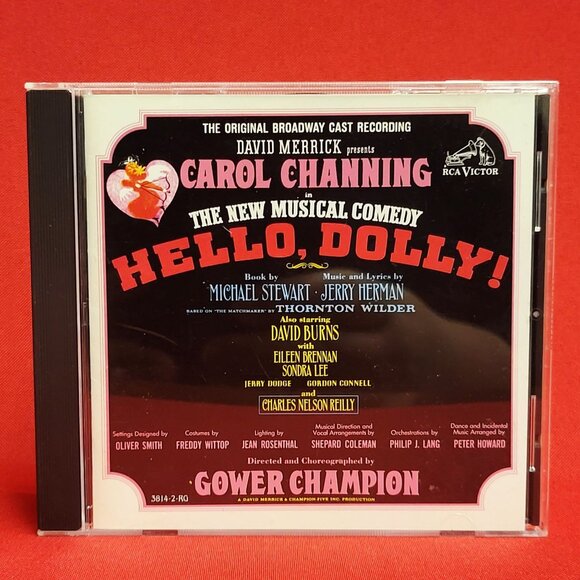 THE ORIGINAL BROADWAY CAST RECORDING
DAVID MERRICK presents
CAROL CHANNING
RCA VICTOR
in
THE NEW MUSICAL COMEDY
HELLO, DOLLY!
Book by
MICHAEL STEWART ·
Music and Lyrics by
JERRY HERMAN
BASED ON "THE MATCHMAKER" BY THORNTON WILDER
Also starring
DAVID BURNS
with
EILEEN BRENNAN
SONDRA LEE
JERRY DODGE GORDON CONNELL
and
CHARLES NELSON REILLY
Settings Designed by
OLIVER SMITH
Costumes by
FREDDY WITTOP
Lighting by
JEAN ROSENTHAL
Musical Direction and
Vocal Arrangements by
SHEPARD COLEMAN
Orchestrations by
PHILIP J. LANG
Dance and Incidental
Music Arranged by
PETER HOWARD
Directed and Choreographed by
GOWER CHAMPION
3814-2-RG
A DAVID MERRICK & CHAMPION-FIVE INC. PRODUCTION